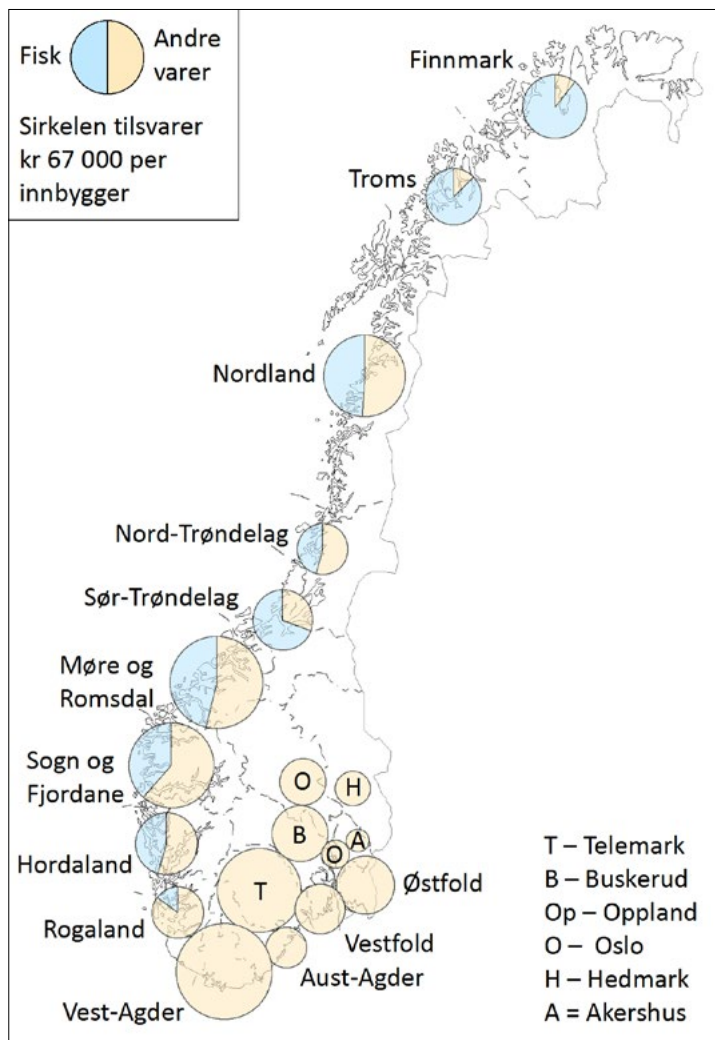 Fisk
Andre
varer
Sirkelen tilsvarer
kr 67 000 per
innbygger
Finnmark
Troms
Nordland
Nord-Trøndelag
Sør-Trøndelag
Møre og
Romsdal
Sogn og
Fjordane
Hordaland
Rogaland
Vest-Agder
O
H
B
O
A
T
Østfold
Vestfold
Aust-Agder
T – Telemark
B – Buskerud
Op – Oppland
O – Oslo
H – Hedmark
A = Akershus